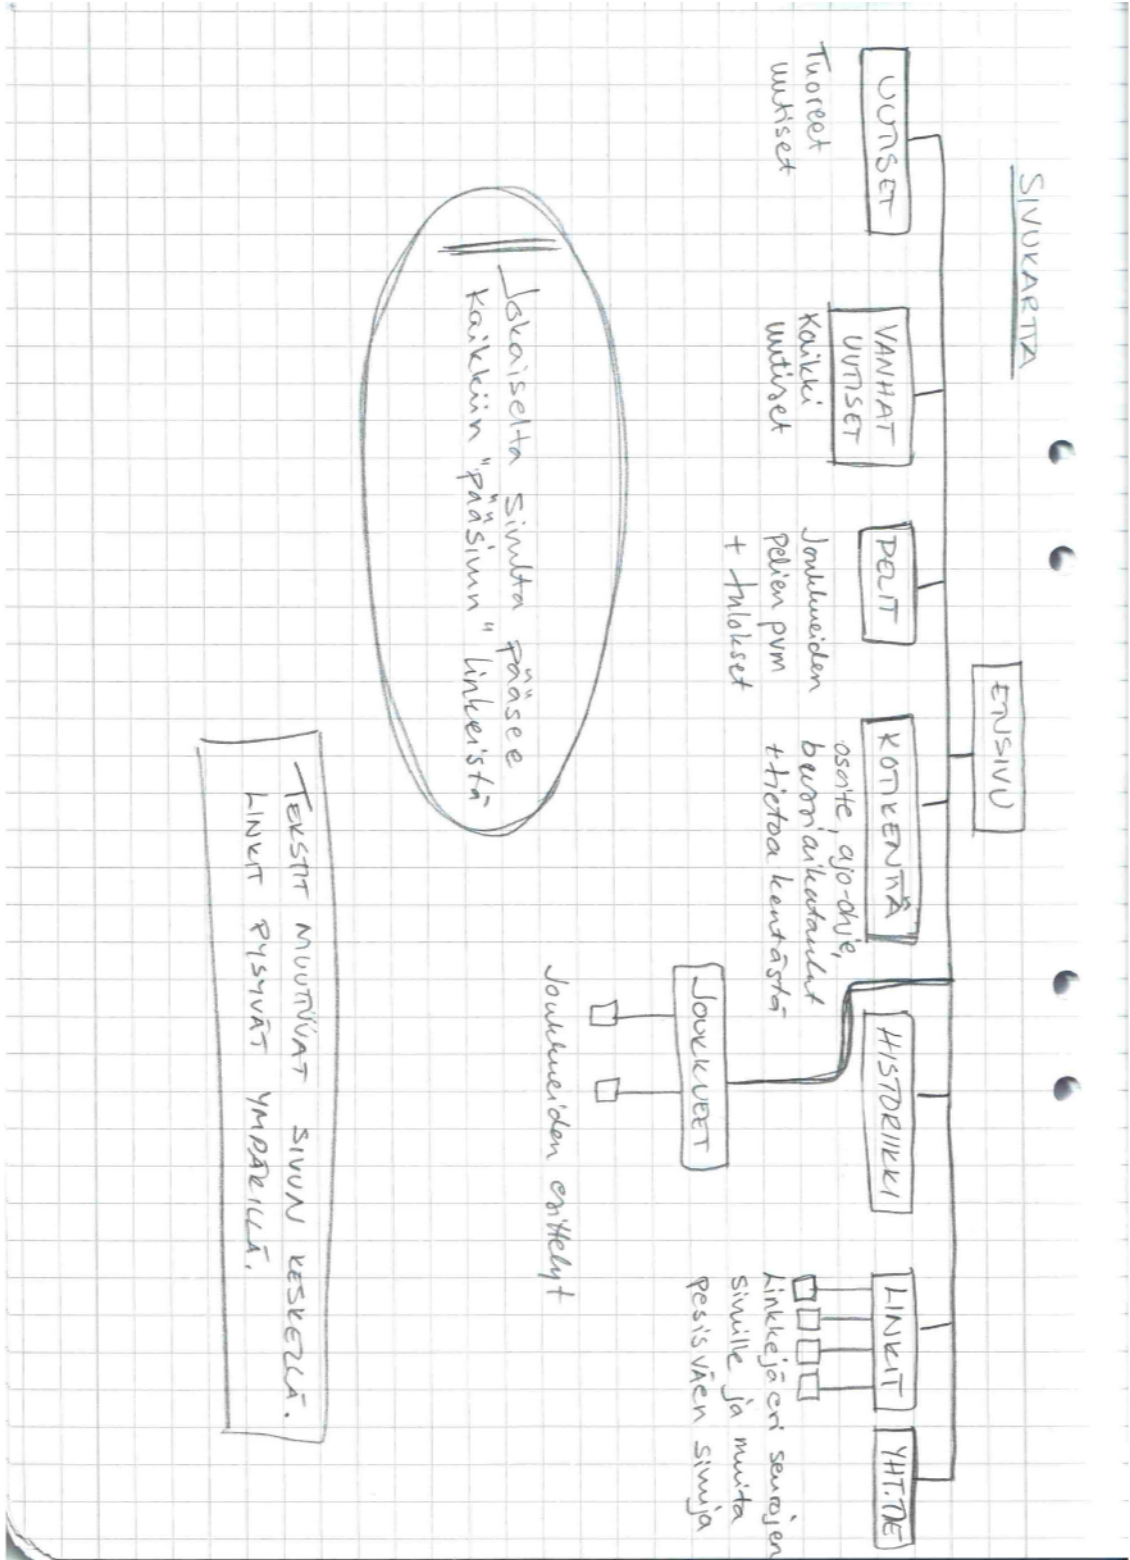 SIVUKARTTA
ETUSIVU
UUTISET
Tuoreet
uutiset
VANHAT
UUTISET
Kaikki
uutiset
PELIT
Joukkueiden
pelien pvm
+ tulokset
KOTIKENTTÄ
osoite, ajo-ohje,
bussiaikataulut
+ tietoa kentästä
HISTORIIKKI
LINKIT
Linkkejä eri seurojen
sivuille ja muita
pesisväen sivuja
YHT.TIE
JOUKKUEET
Joukkueiden esittelyt
Jokaiselta sivulta pääsee
kaikkiin "pääsivun" linkeistä
TEKSTIT MUUTTUVAT SIVUN KESKELLÄ.
LINKIT PYSYVÄT YMPÄRILLÄ.